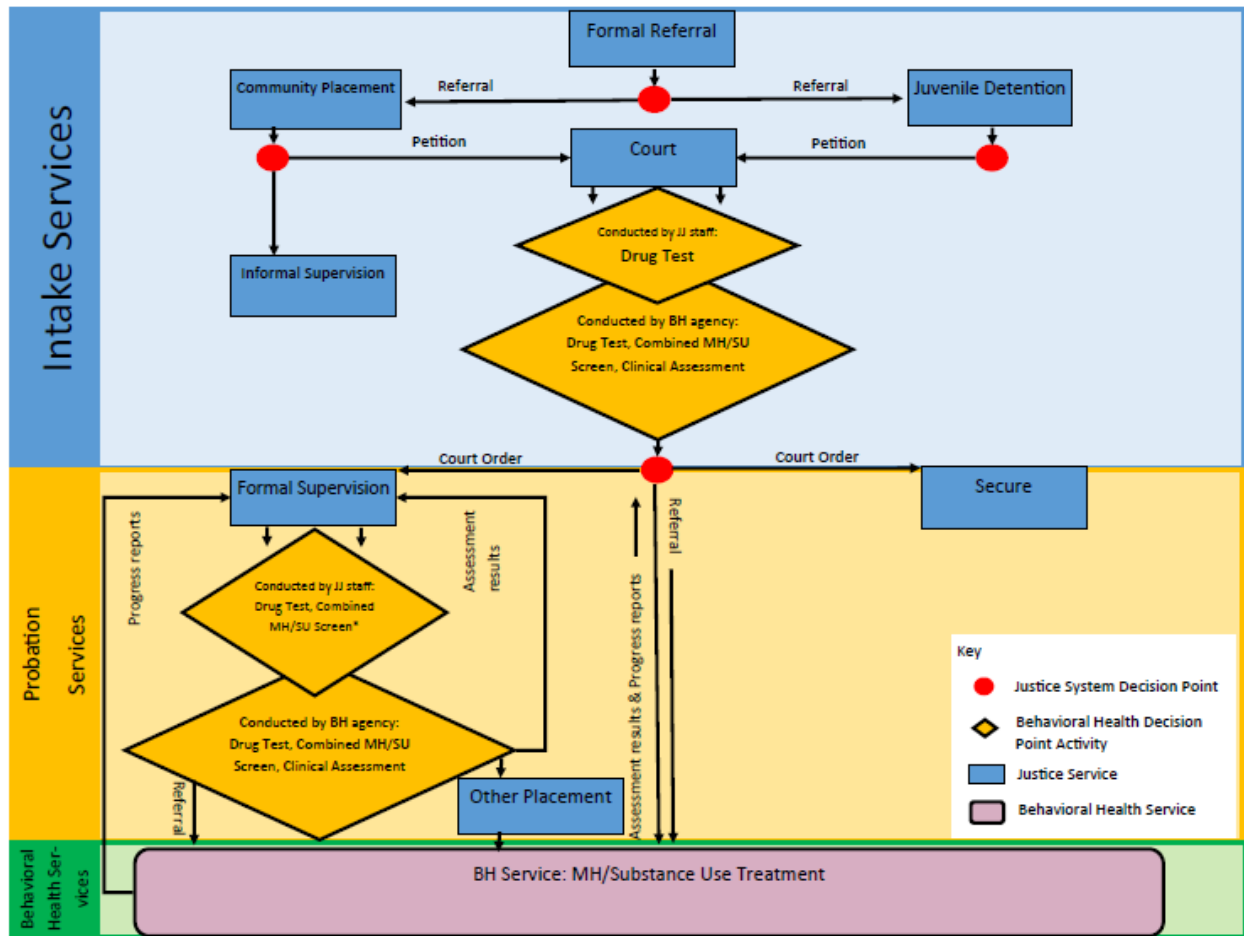 Intake Services
Formal Referral
Community Placement
Referral
Referral
Juvenile Detention
Petition
Court
Petition
Conducted by JJ staff:
Drug Test
Informal Supervision
Conducted by BH agency:
Drug Test, Combined MH/SU
Screen, Clinical Assessment
Probation
Services
Court Order
Court Order
Formal Supervision
Secure
Progress reports
Assessment
results
Assessment results & Progress reports
Referral
Conducted by JJ staff:
Drug Test, Combined
MH/SU Screen*
Conducted by BH agency:
Drug Test, Combined MH/SU
Screen, Clinical Assessment
Referral
Other Placement
Key
Justice System Decision Point
Behavioral Health Decision
Point Activity
Justice Service
Behavioral Health Service
Behavioral
Health Ser-
vices
BH Service: MH/Substance Use Treatment